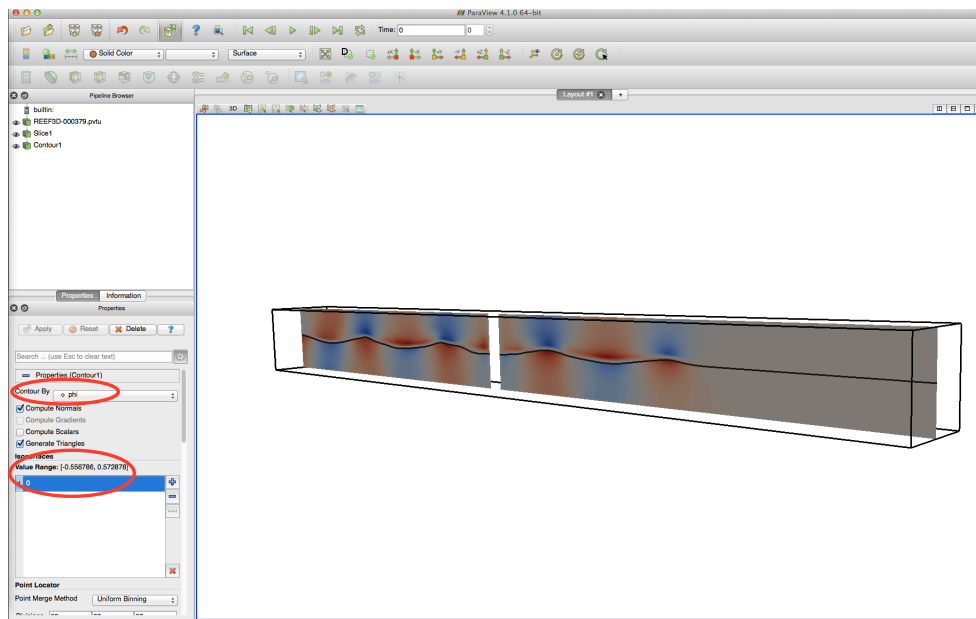 ParaView 4.1.0 64-bit
Time: 0 0
Solid Color Surface
Pipeline Browser
Layout #1
builtin:
3D
REEF3D-000379.pvtu
Slice1
Contour1
Properties Information
Properties
Apply Reset Delete ?
Search ... (use Esc to clear text)
Properties (Contour1)
Contour By phi
Compute Normals
Compute Gradients
Compute Scalars
Generate Triangles
Isosurfaces
Value Range: [-0.556786, 0.572878]
0
Point Locator
Point Merge Method Uniform Binning